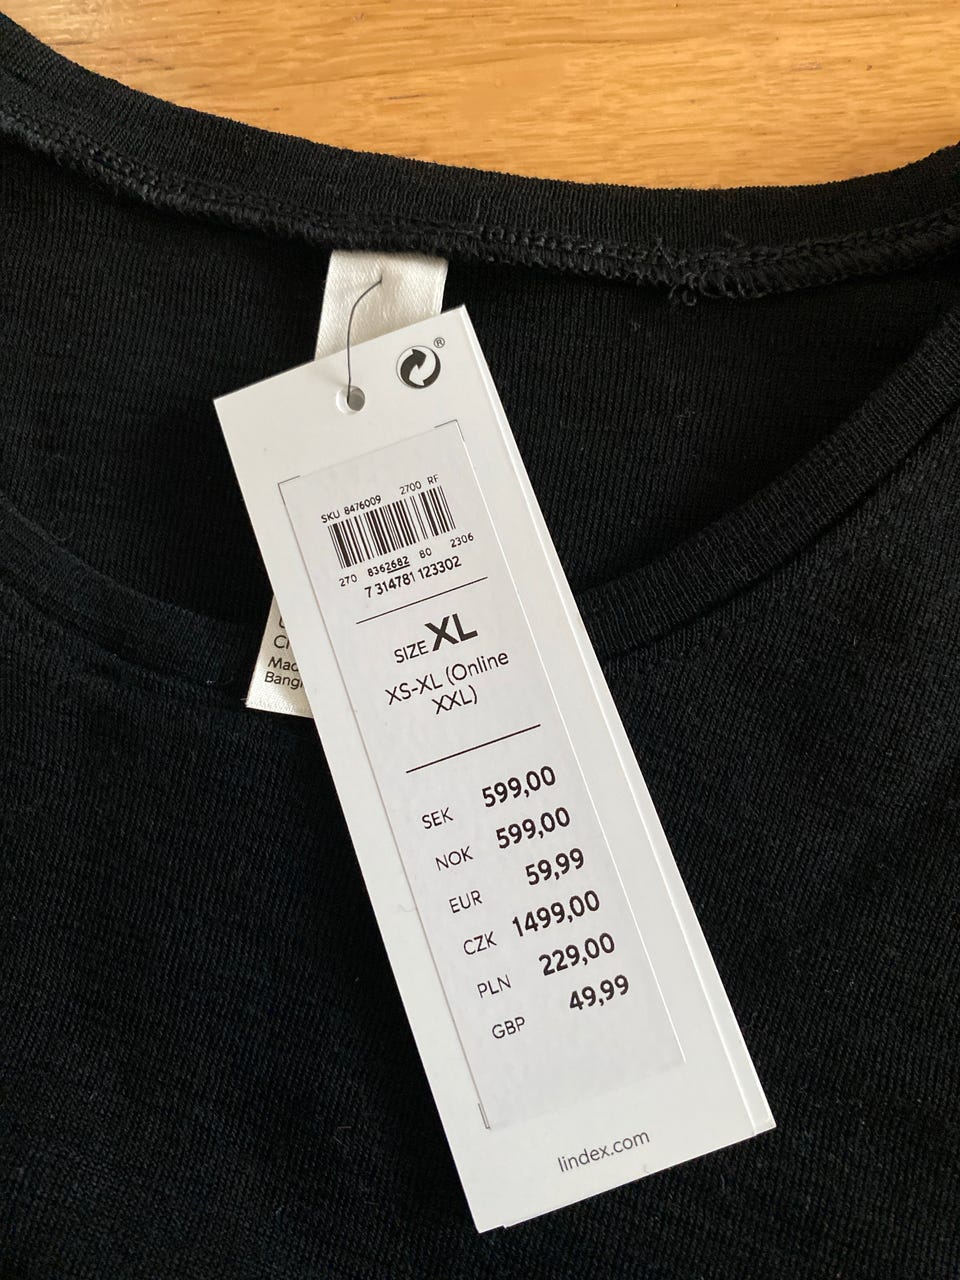 ®
SKU 8476009 2700 RF
270 8362682 80 2306
7 314781 123302
SIZE XL
XS-XL (Online
XXL)
SEK 599,00
NOK 599,00
EUR 59,99
CZK 1499,00
PLN 229,00
GBP 49,99
lindex.com